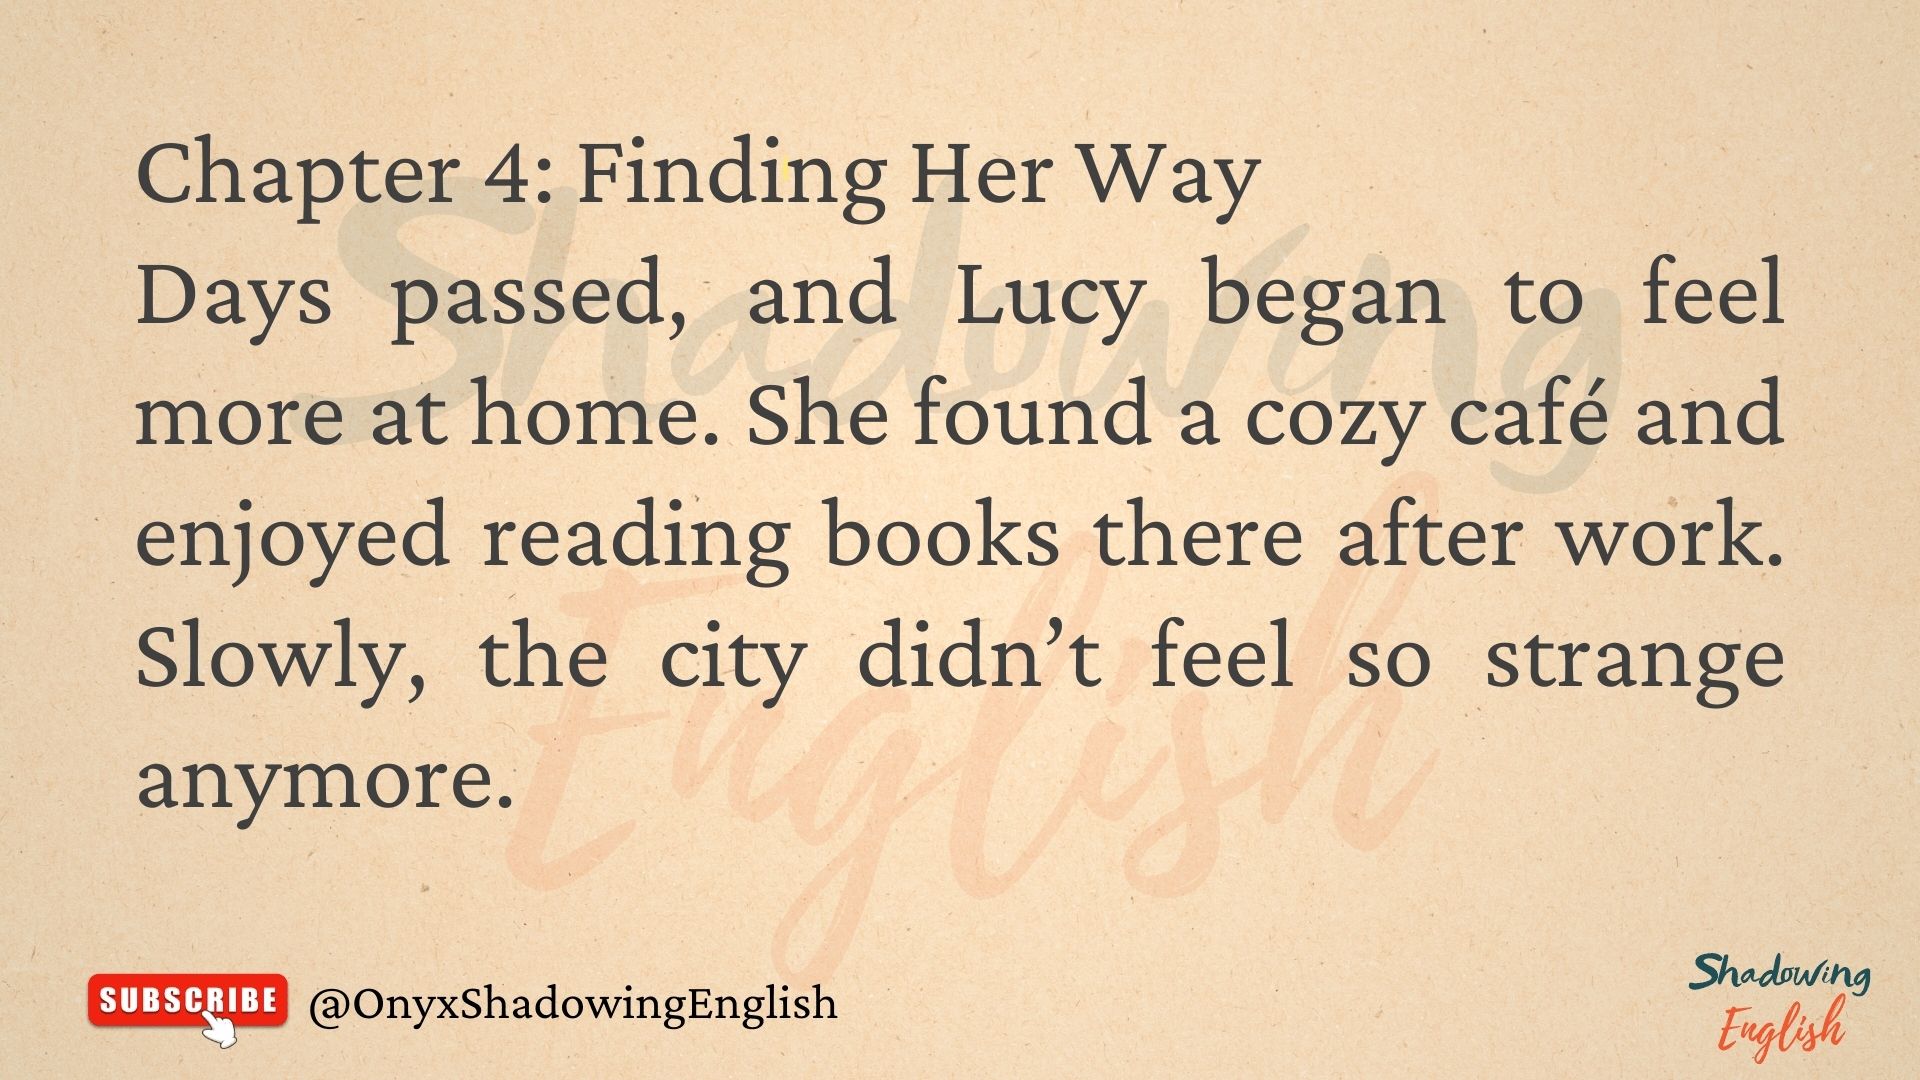 Chapter 4: Finding Her Way
Days passed, and Lucy began to feel
more at home. She found a cozy café and
enjoyed reading books there after work.
Slowly, the city didn’t feel so strange
anymore.
Shadowing
English
SUBSCRIBE
@OnyxShadowingEnglish
Shadowing
English